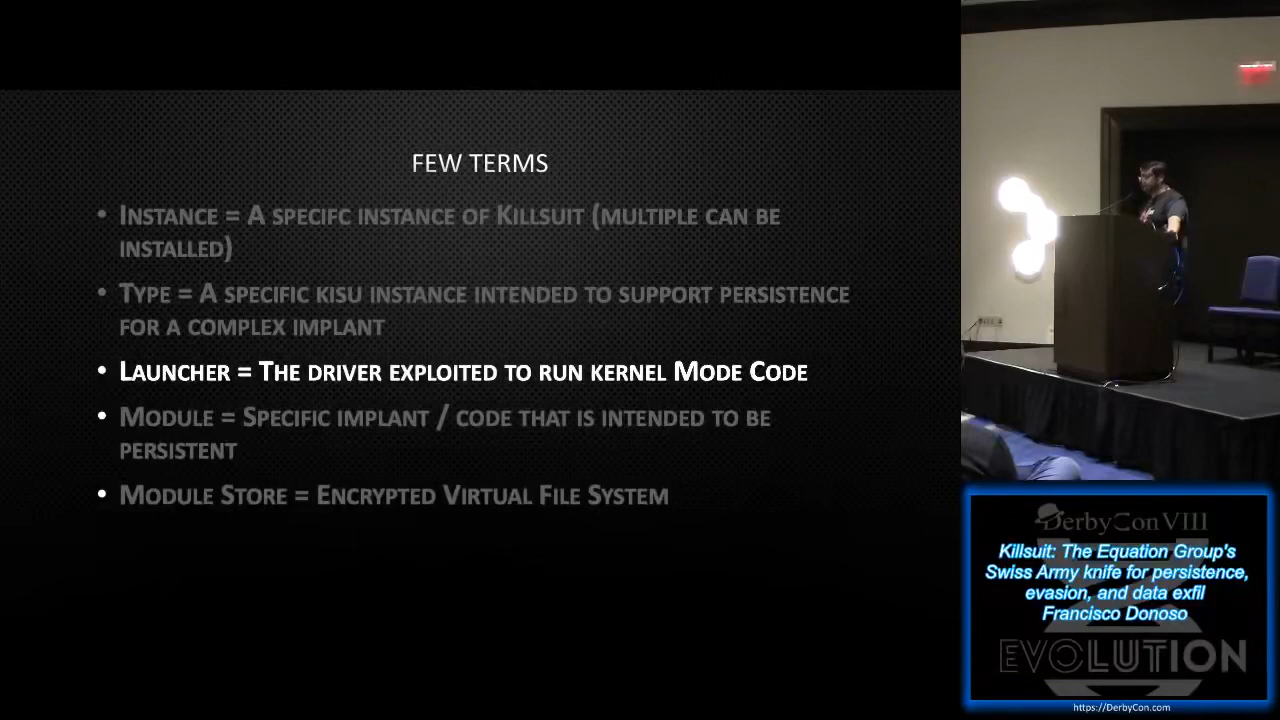 FEW TERMS
• INSTANCE = A SPECIFC INSTANCE OF KILLSUIT (MULTIPLE CAN BE
INSTALLED)
• TYPE = A SPECIFIC KISU INSTANCE INTENDED TO SUPPORT PERSISTENCE
FOR A COMPLEX IMPLANT
• LAUNCHER = THE DRIVER EXPLOITED TO RUN KERNEL MODE CODE
• MODULE = SPECIFIC IMPLANT / CODE THAT IS INTENDED TO BE
PERSISTENT
• MODULE STORE = ENCRYPTED VIRTUAL FILE SYSTEM
DerbyCon VIII
Killsuit: The Equation Group's
Swiss Army knife for persistence,
evasion, and data exfil
Francisco Donoso
EVOLUTION
https://DerbyCon.com